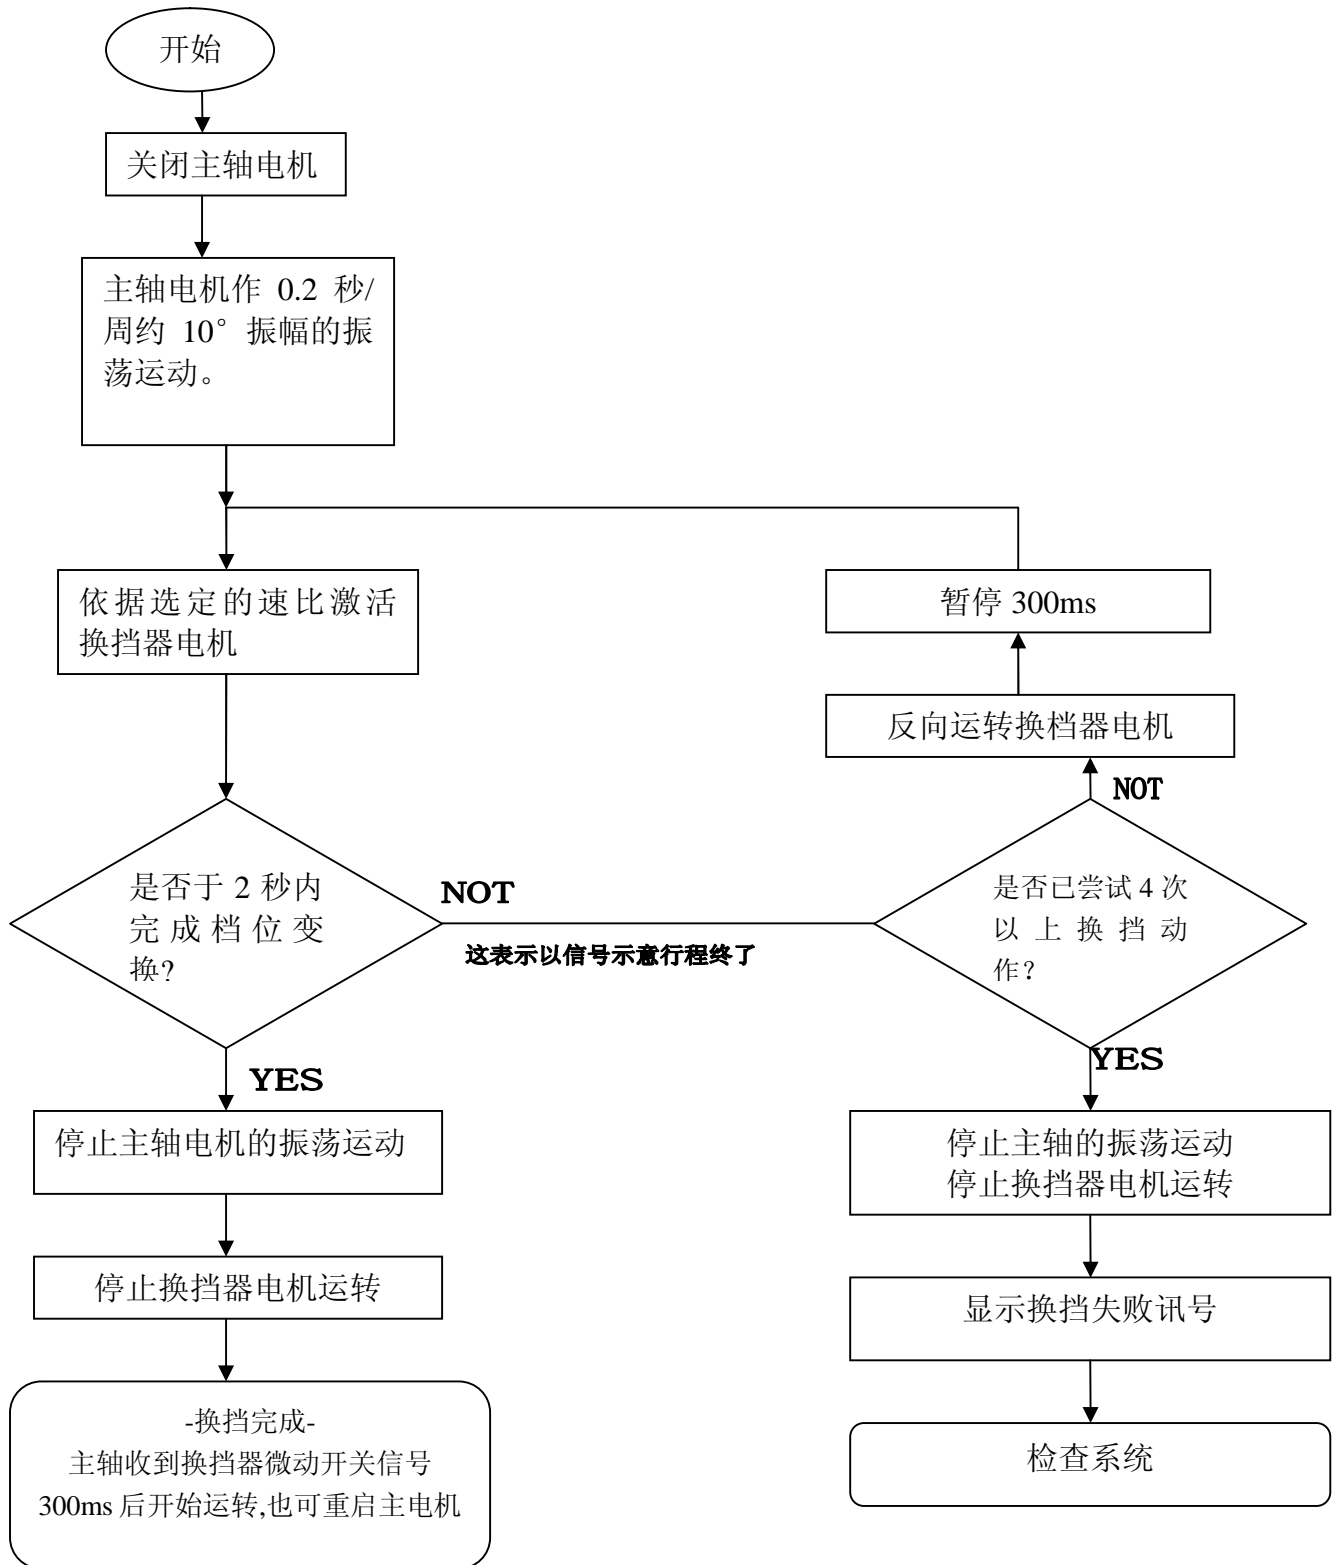 开始
关闭主轴电机
主轴电机作 0.2 秒/
周约 10° 振幅的振
荡运动。
依据选定的速比激活
换挡器电机
暂停 300ms
反向运转换档器电机
NOT
是否于 2 秒内
完成档位变
换?
NOT
这表示以信号示意行程终了
是否已尝试 4 次
以上换挡动
作？
YES
YES
停止主轴电机的振荡运动
停止主轴的振荡运动
停止换挡器电机运转
停止换挡器电机运转
显示换挡失败讯号
-换挡完成-
主轴收到换挡器微动开关信号
300ms 后开始运转,也可重启主电机
检查系统